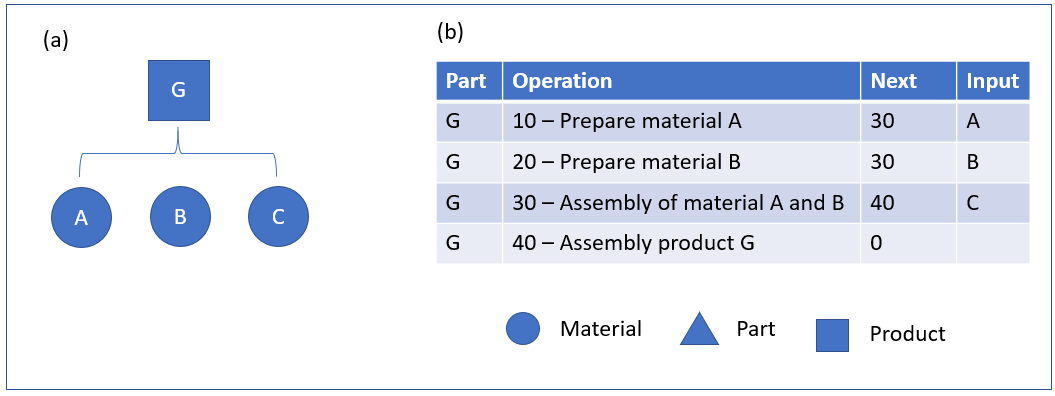 (a)
G
A B C
(b)
Part Operation Next Input
G 10 – Prepare material A 30 A
G 20 – Prepare material B 30 B
G 30 – Assembly of material A and B 40 C
G 40 – Assembly product G 0
Material Part Product